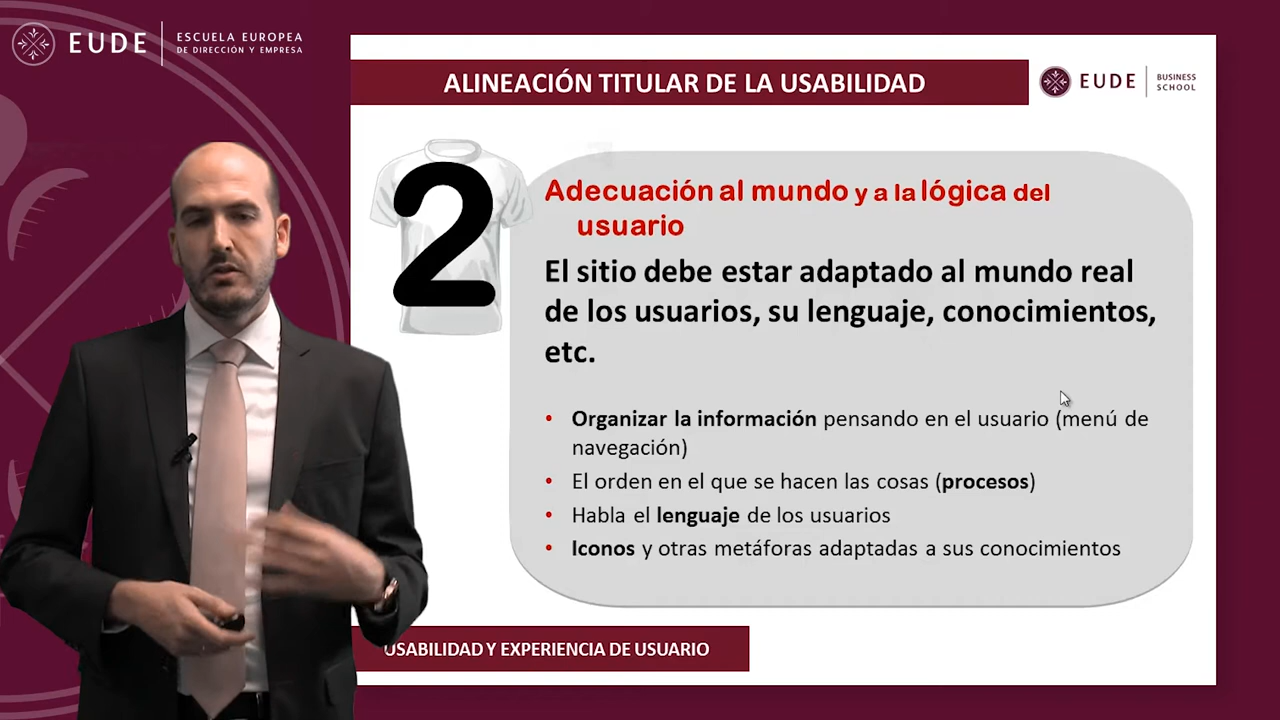 EUDE
ESCUELA EUROPEA
DE DIRECCIÓN Y EMPRESA
ALINEACIÓN TITULAR DE LA USABILIDAD
EUDE
BUSINESS
SCHOOL
2
Adecuación al mundo y a la lógica del
usuario
El sitio debe estar adaptado al mundo real
de los usuarios, su lenguaje, conocimientos,
etc.
• Organizar la información pensando en el usuario (menú de
navegación)
• El orden en el que se hacen las cosas (procesos)
• Habla el lenguaje de los usuarios
• Iconos y otras metáforas adaptadas a sus conocimientos
USABILIDAD Y EXPERIENCIA DE USUARIO